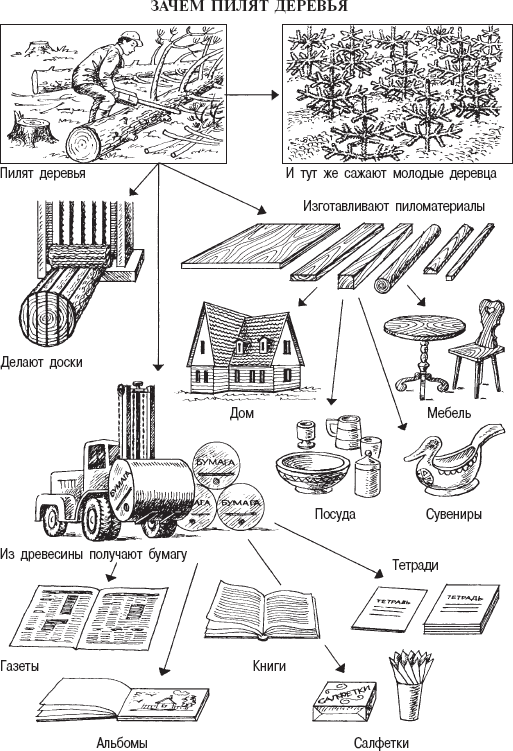 ЗАЧЕМ ПИЛЯТ ДЕРЕВЬЯ
Пилят деревья
И тут же сажают молодые деревца
Изготавливают пиломатериалы
Делают доски
Дом
Мебель
БУМАГА
БУМАГА
БУМАГА
Посуда
Сувениры
Из древесины получают бумагу
Тетради
ТЕТРАДЬ
ТЕТРАДЬ
Газеты
Книги
САЛФЕТКИ
Альбомы
Салфетки